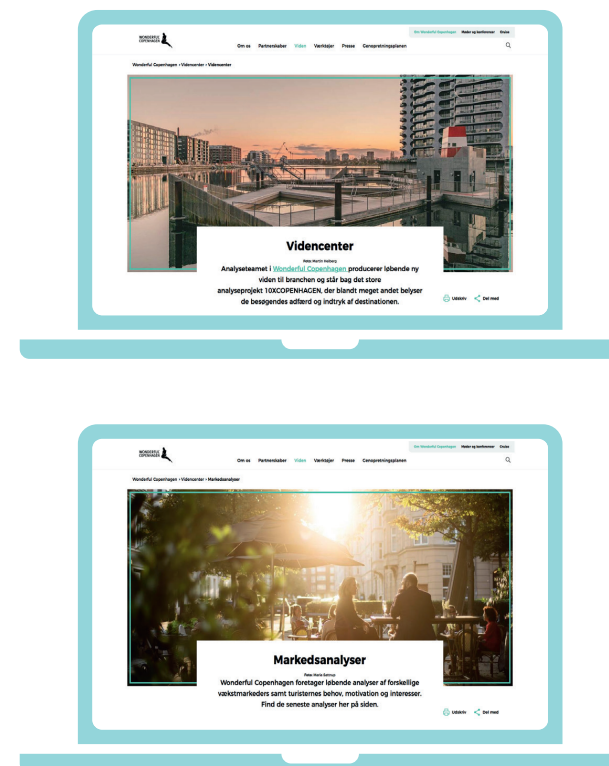 Om Wonderful Copenhagen Møder og konferencer Cruise
WONDERFUL
COPENHAGEN
Om os Partnerskaber Viden Værktøjer Presse Genopretningsplanen
Wonderful Copenhagen › Videncenter › Videncenter
Videncenter
Foto: Martin Heiberg
Analyseteamet i Wonderful Copenhagen producerer løbende ny
viden til branchen og står bag det store
analyseprojekt 10XCOPENHAGEN, der blandt meget andet belyser
de besøgendes adfærd og indtryk af destinationen.
Udskriv Del med
Om Wonderful Copenhagen Møder og konferencer Cruise
WONDERFUL
COPENHAGEN
Om os Partnerskaber Viden Værktøjer Presse Genopretningsplanen
Wonderful Copenhagen › Videncenter › Markedsanalyser
Markedsanalyser
Wonderful Copenhagen foretager løbende analyser af forskellige
vækstmarkeders samt turisternes behov, motivation og interesser.
Find de seneste analyser her på siden.
Udskriv Del med